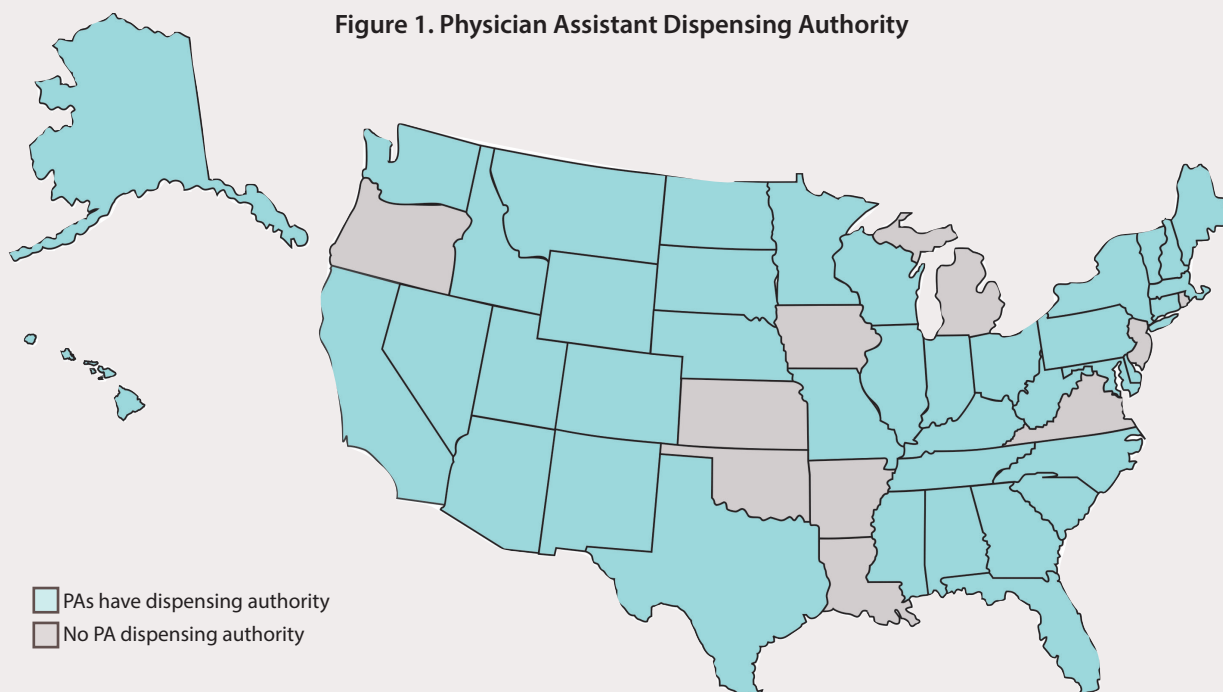 Figure 1. Physician Assistant Dispensing Authority
PAs have dispensing authority
No PA dispensing authority